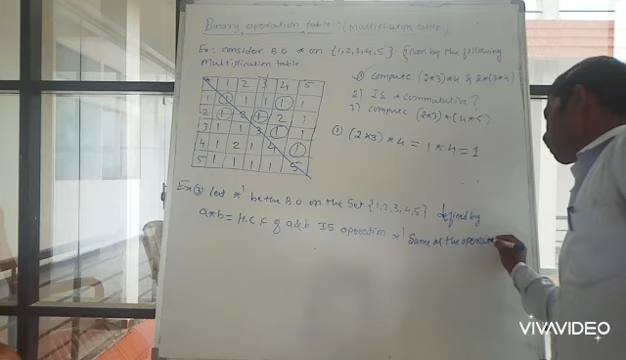 Binary operation table :- (Multiplication table)
Ex: consider B.O * on {1,2,3,4,5} given by the following
multiplication table
* 1 2 3 4 5
1 1 1 1 1 1
2 1 2 1 2 1
3 1 1 3 1 1
4 1 2 1 4 1
5 1 1 1 1 5
① compute (2*3)*4 & 2*(3*4)
2) IS * commutative?
3) compute (2*3)*(4*5)
① (2*3)*4 = 1*4 = 1
Ex ③ Let *' be the B.O on the Set {1,2,3,4,5} defined by
a*'b = H.C.F of a&b IS operation *' Same as the operation
VIVAVIDEO